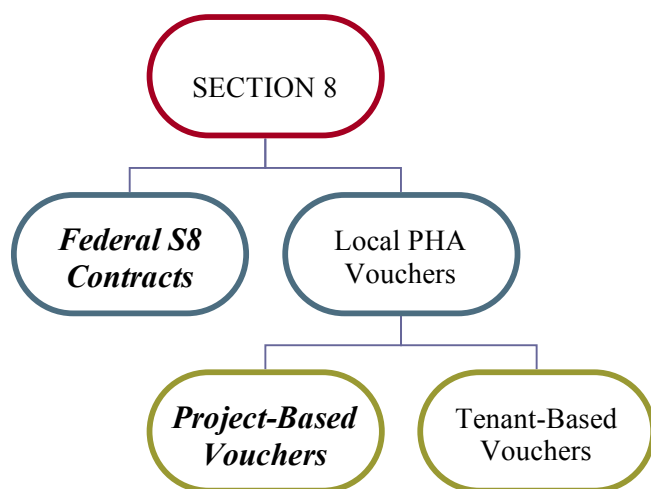 SECTION 8
Federal S8
Contracts
Local PHA
Vouchers
Project-Based
Vouchers
Tenant-Based
Vouchers